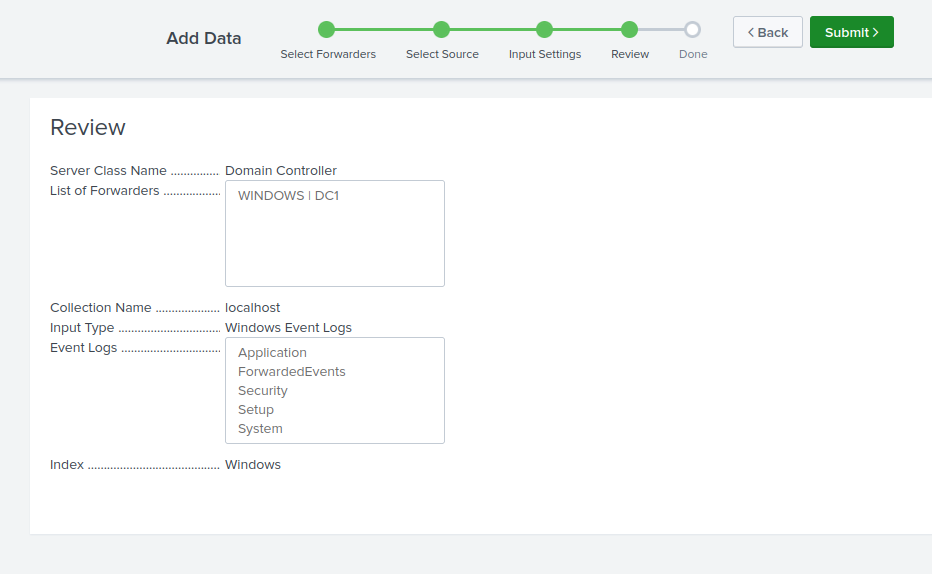 Add Data
Select Forwarders Select Source Input Settings Review Done
< Back
Submit >
Review
Server Class Name ............... Domain Controller
List of Forwarders ..................
WINDOWS | DC1
Collection Name .................... localhost
Input Type ................................ Windows Event Logs
Event Logs ...............................
Application
ForwardedEvents
Security
Setup
System
Index ......................................... Windows